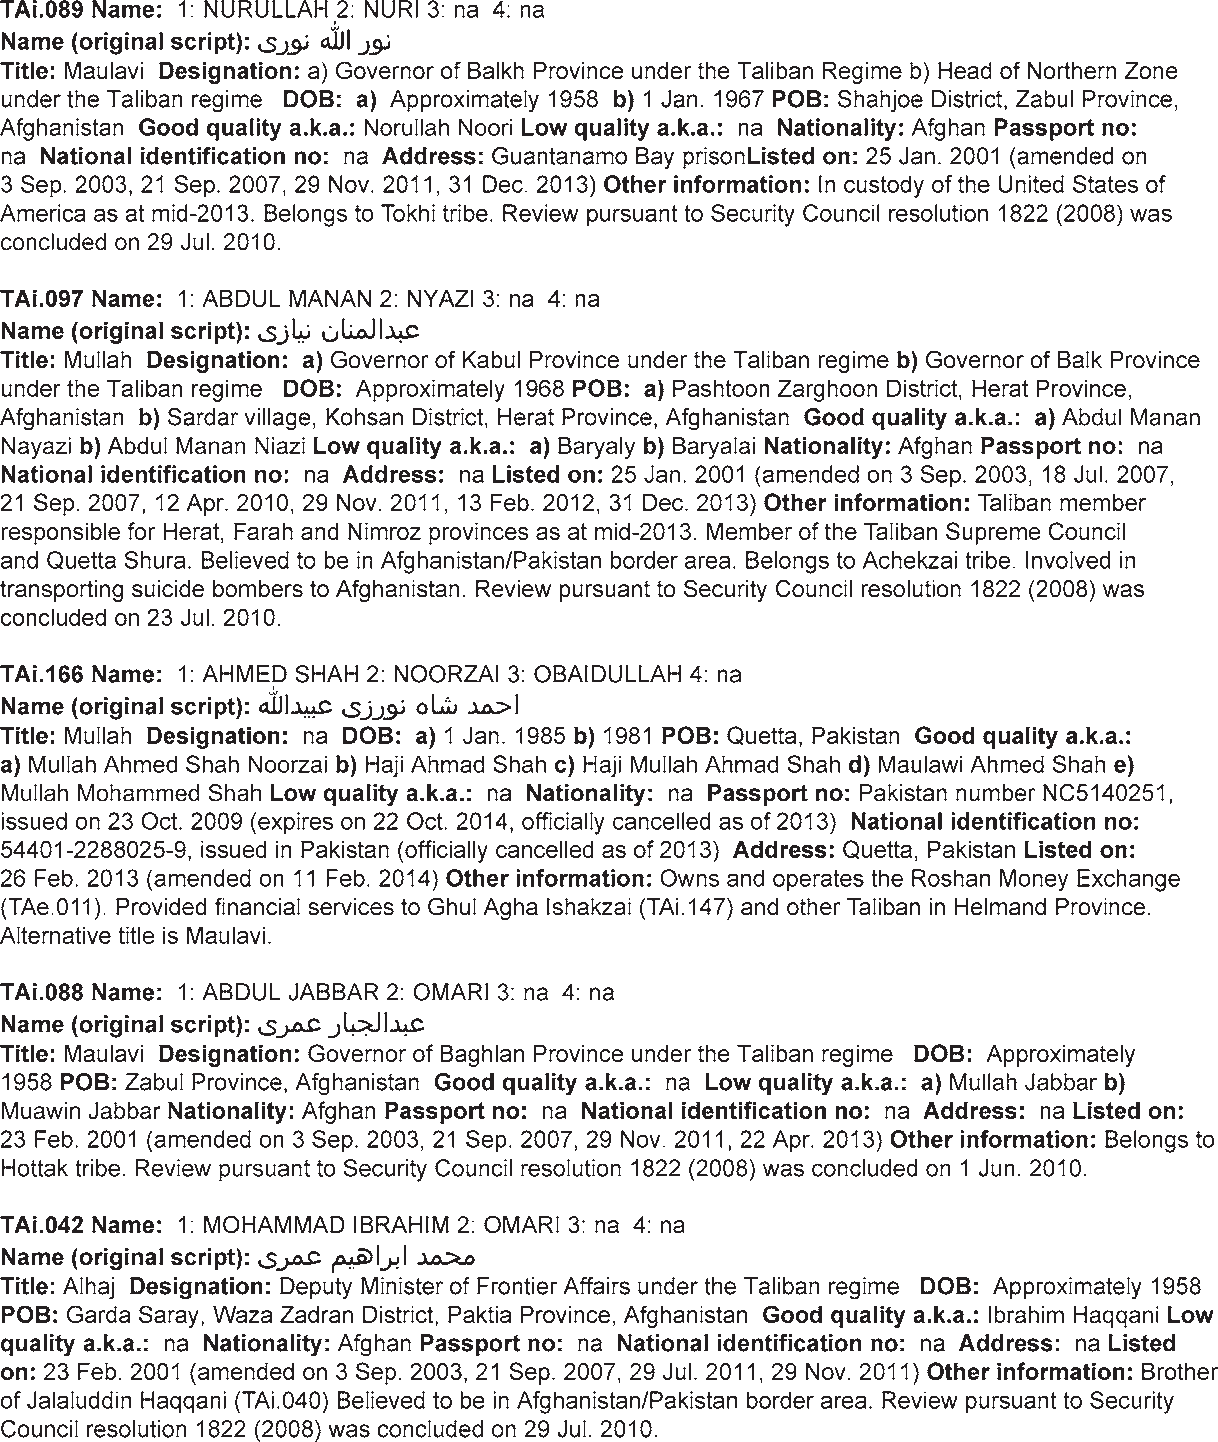 TAi.089 Name: 1: NURULLAH 2: NURI 3: na 4: na
Name (original script): نور الله نوری
Title: Maulavi Designation: a) Governor of Balkh Province under the Taliban Regime b) Head of Northern Zone
under the Taliban regime DOB: a) Approximately 1958 b) 1 Jan. 1967 POB: Shahjoe District, Zabul Province,
Afghanistan Good quality a.k.a.: Norullah Noori Low quality a.k.a.: na Nationality: Afghan Passport no:
na National identification no: na Address: Guantanamo Bay prisonListed on: 25 Jan. 2001 (amended on
3 Sep. 2003, 21 Sep. 2007, 29 Nov. 2011, 31 Dec. 2013) Other information: In custody of the United States of
America as at mid-2013. Belongs to Tokhi tribe. Review pursuant to Security Council resolution 1822 (2008) was
concluded on 29 Jul. 2010.
TAi.097 Name: 1: ABDUL MANAN 2: NYAZI 3: na 4: na
Name (original script): عبدالمنان نیازی
Title: Mullah Designation: a) Governor of Kabul Province under the Taliban regime b) Governor of Balk Province
under the Taliban regime DOB: Approximately 1968 POB: a) Pashtoon Zarghoon District, Herat Province,
Afghanistan b) Sardar village, Kohsan District, Herat Province, Afghanistan Good quality a.k.a.: a) Abdul Manan
Nayazi b) Abdul Manan Niazi Low quality a.k.a.: a) Baryaly b) Baryalai Nationality: Afghan Passport no: na
National identification no: na Address: na Listed on: 25 Jan. 2001 (amended on 3 Sep. 2003, 18 Jul. 2007,
21 Sep. 2007, 12 Apr. 2010, 29 Nov. 2011, 13 Feb. 2012, 31 Dec. 2013) Other information: Taliban member
responsible for Herat, Farah and Nimroz provinces as at mid-2013. Member of the Taliban Supreme Council
and Quetta Shura. Believed to be in Afghanistan/Pakistan border area. Belongs to Achekzai tribe. Involved in
transporting suicide bombers to Afghanistan. Review pursuant to Security Council resolution 1822 (2008) was
concluded on 23 Jul. 2010.
TAi.166 Name: 1: AHMED SHAH 2: NOORZAI 3: OBAIDULLAH 4: na
Name (original script): احمد شاه نورزی عبیدالله
Title: Mullah Designation: na DOB: a) 1 Jan. 1985 b) 1981 POB: Quetta, Pakistan Good quality a.k.a.:
a) Mullah Ahmed Shah Noorzai b) Haji Ahmad Shah c) Haji Mullah Ahmad Shah d) Maulawi Ahmed Shah e)
Mullah Mohammed Shah Low quality a.k.a.: na Nationality: na Passport no: Pakistan number NC5140251,
issued on 23 Oct. 2009 (expires on 22 Oct. 2014, officially cancelled as of 2013) National identification no:
54401-2288025-9, issued in Pakistan (officially cancelled as of 2013) Address: Quetta, Pakistan Listed on:
26 Feb. 2013 (amended on 11 Feb. 2014) Other information: Owns and operates the Roshan Money Exchange
(TAe.011). Provided financial services to Ghul Agha Ishakzai (TAi.147) and other Taliban in Helmand Province.
Alternative title is Maulavi.
TAi.088 Name: 1: ABDUL JABBAR 2: OMARI 3: na 4: na
Name (original script): عبدالجبار عمری
Title: Maulavi Designation: Governor of Baghlan Province under the Taliban regime DOB: Approximately
1958 POB: Zabul Province, Afghanistan Good quality a.k.a.: na Low quality a.k.a.: a) Mullah Jabbar b)
Muawin Jabbar Nationality: Afghan Passport no: na National identification no: na Address: na Listed on:
23 Feb. 2001 (amended on 3 Sep. 2003, 21 Sep. 2007, 29 Nov. 2011, 22 Apr. 2013) Other information: Belongs to
Hottak tribe. Review pursuant to Security Council resolution 1822 (2008) was concluded on 1 Jun. 2010.
TAi.042 Name: 1: MOHAMMAD IBRAHIM 2: OMARI 3: na 4: na
Name (original script): محمد ابراهیم عمری
Title: Alhaj Designation: Deputy Minister of Frontier Affairs under the Taliban regime DOB: Approximately 1958
POB: Garda Saray, Waza Zadran District, Paktia Province, Afghanistan Good quality a.k.a.: Ibrahim Haqqani Low
quality a.k.a.: na Nationality: Afghan Passport no: na National identification no: na Address: na Listed
on: 23 Feb. 2001 (amended on 3 Sep. 2003, 21 Sep. 2007, 29 Jul. 2011, 29 Nov. 2011) Other information: Brother
of Jalaluddin Haqqani (TAi.040) Believed to be in Afghanistan/Pakistan border area. Review pursuant to Security
Council resolution 1822 (2008) was concluded on 29 Jul. 2010.